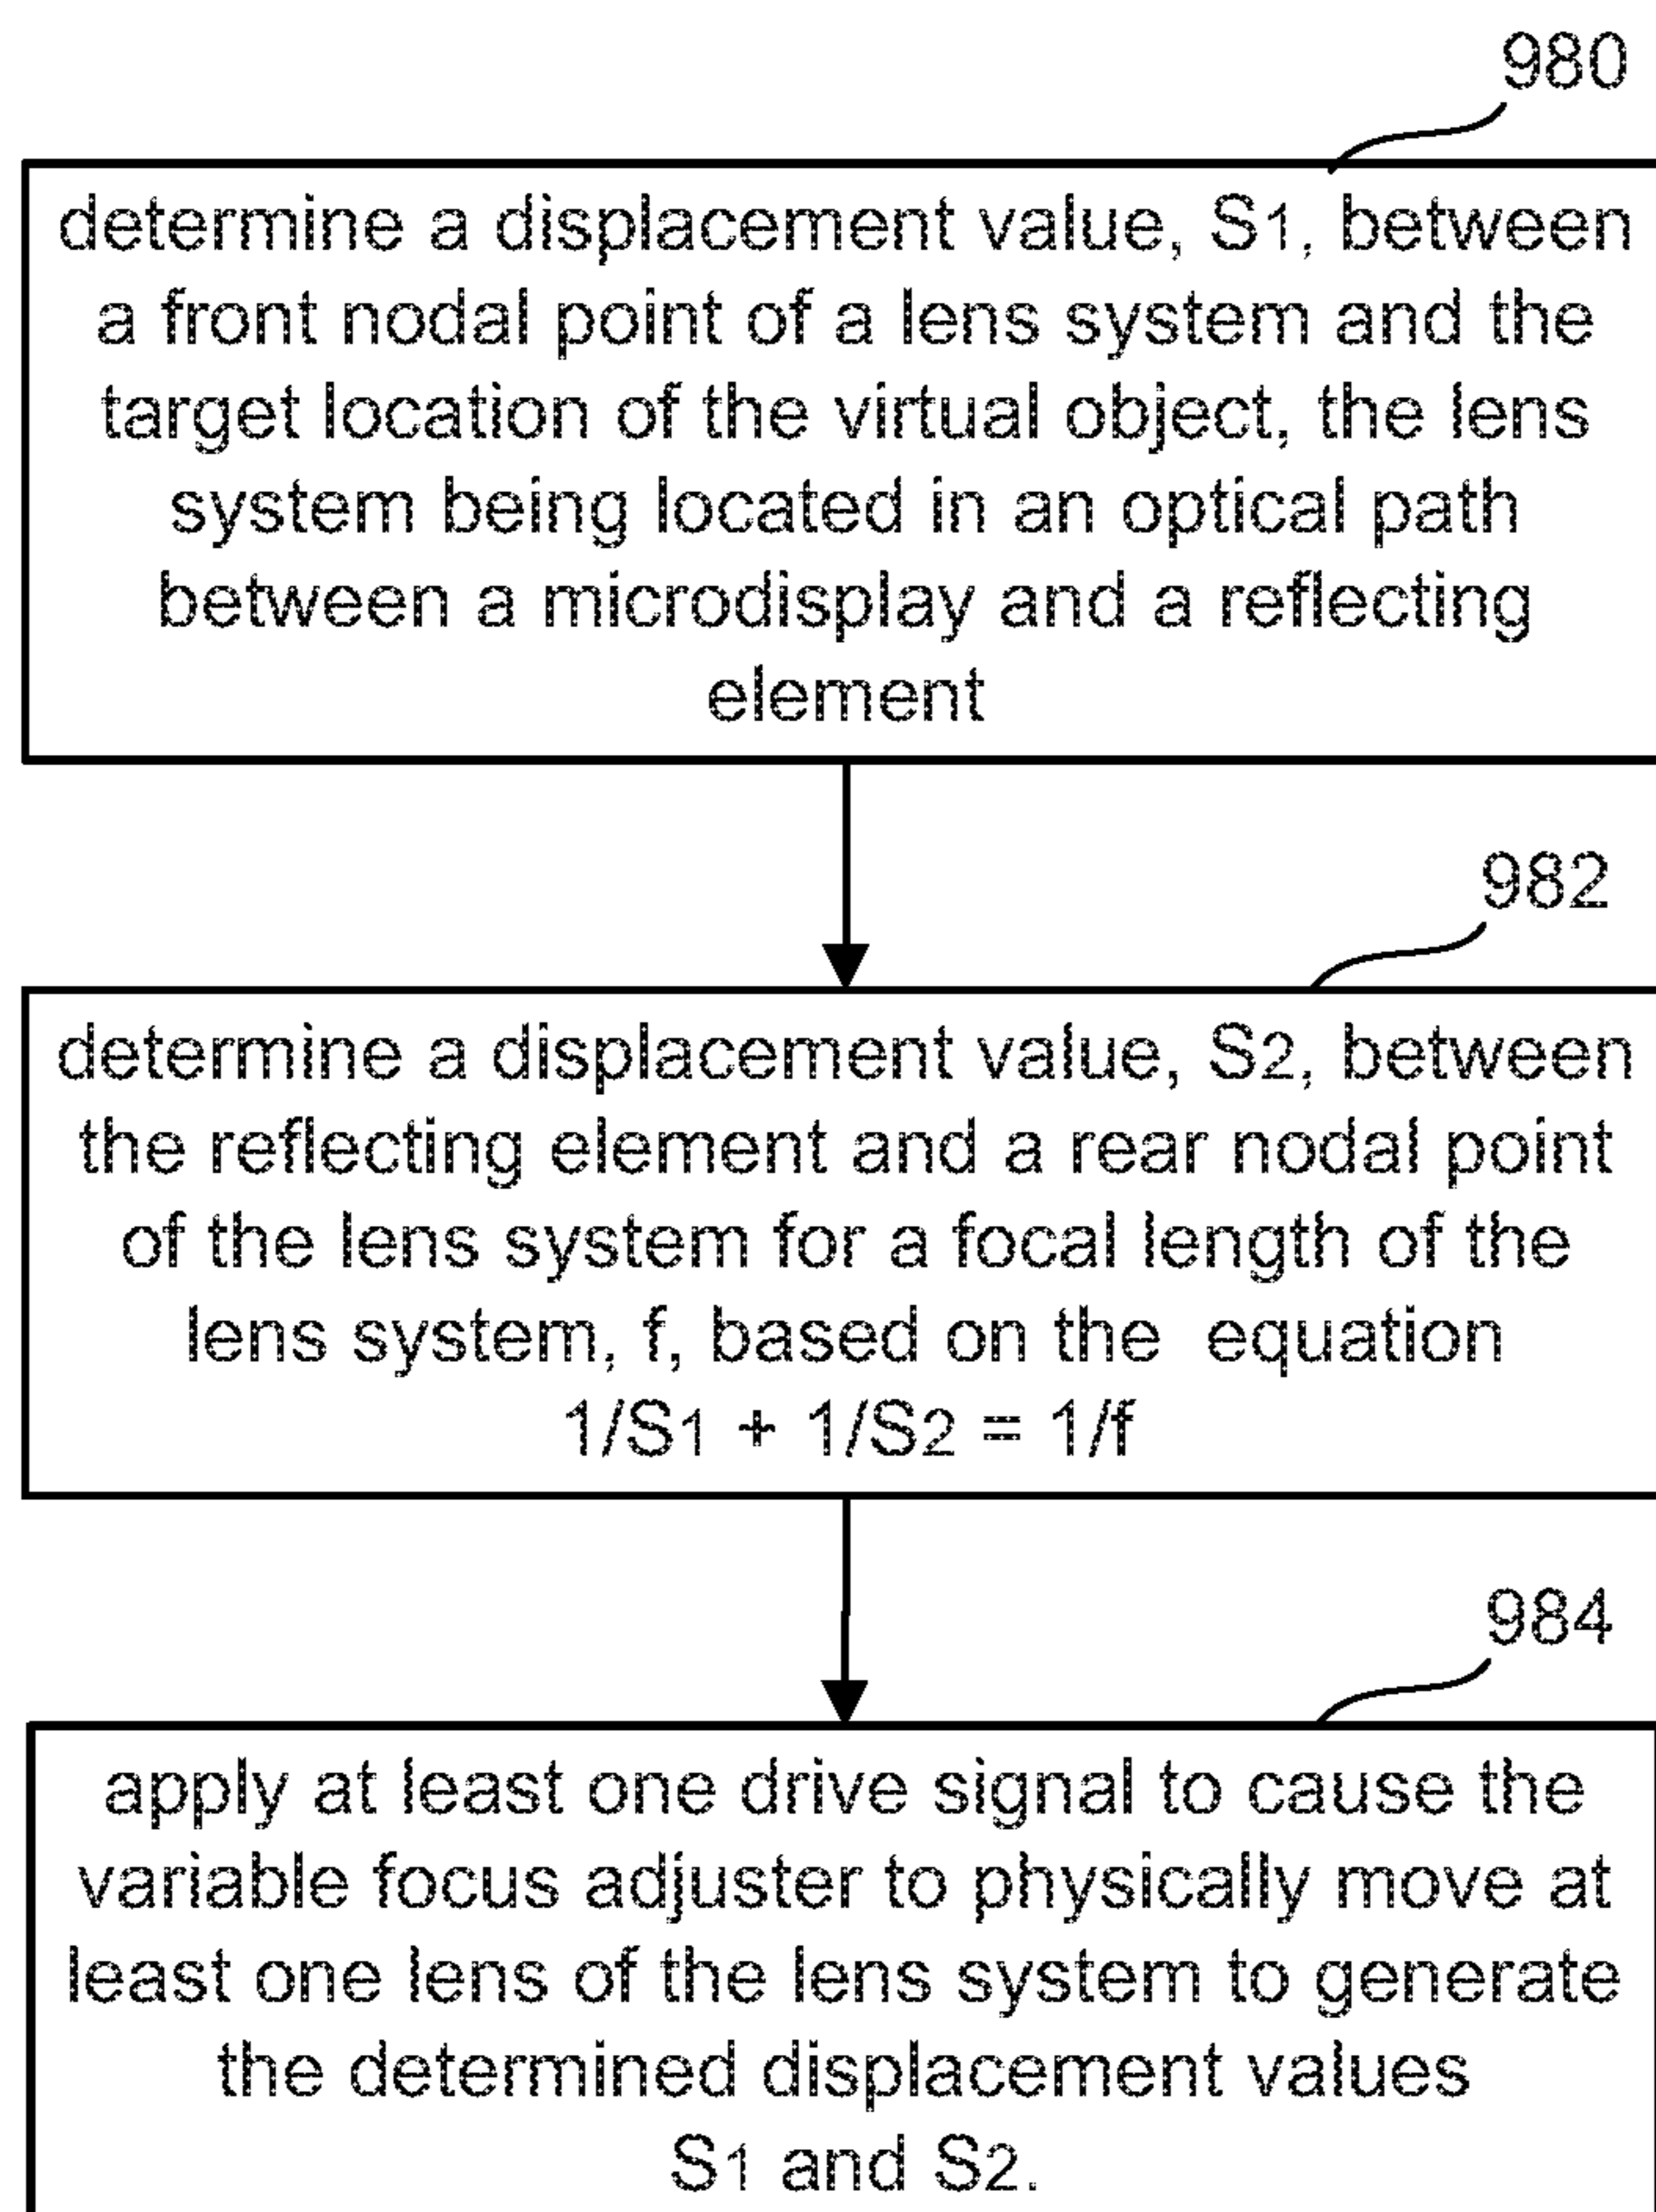 980
determine a displacement value, S1, between
a front nodal point of a lens system and the
target location of the virtual object, the lens
system being located in an optical path
between a microdisplay and a reflecting
element
982
determine a displacement value, S2, between
the reflecting element and a rear nodal point
of the lens system for a focal length of the
lens system, f, based on the equation
1/S1 + 1/S2 = 1/f
984
apply at least one drive signal to cause the
variable focus adjuster to physically move at
least one lens of the lens system to generate
the determined displacement values
S1 and S2.